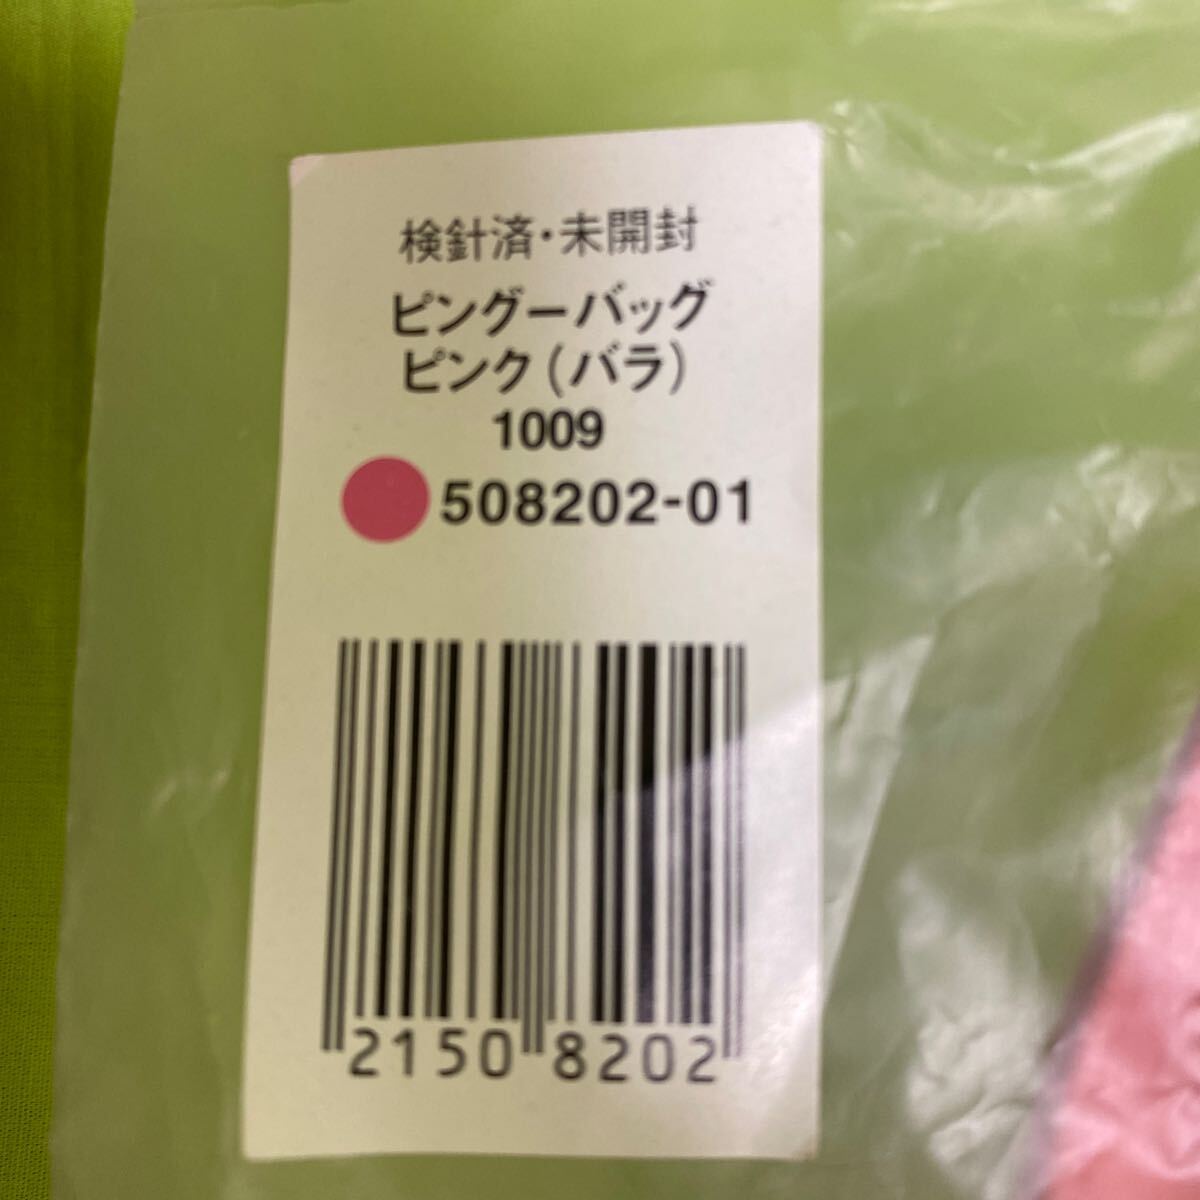 検針済・未開封
ピングーバッグ
ピンク(バラ)
1009
508202-01
2150 8202